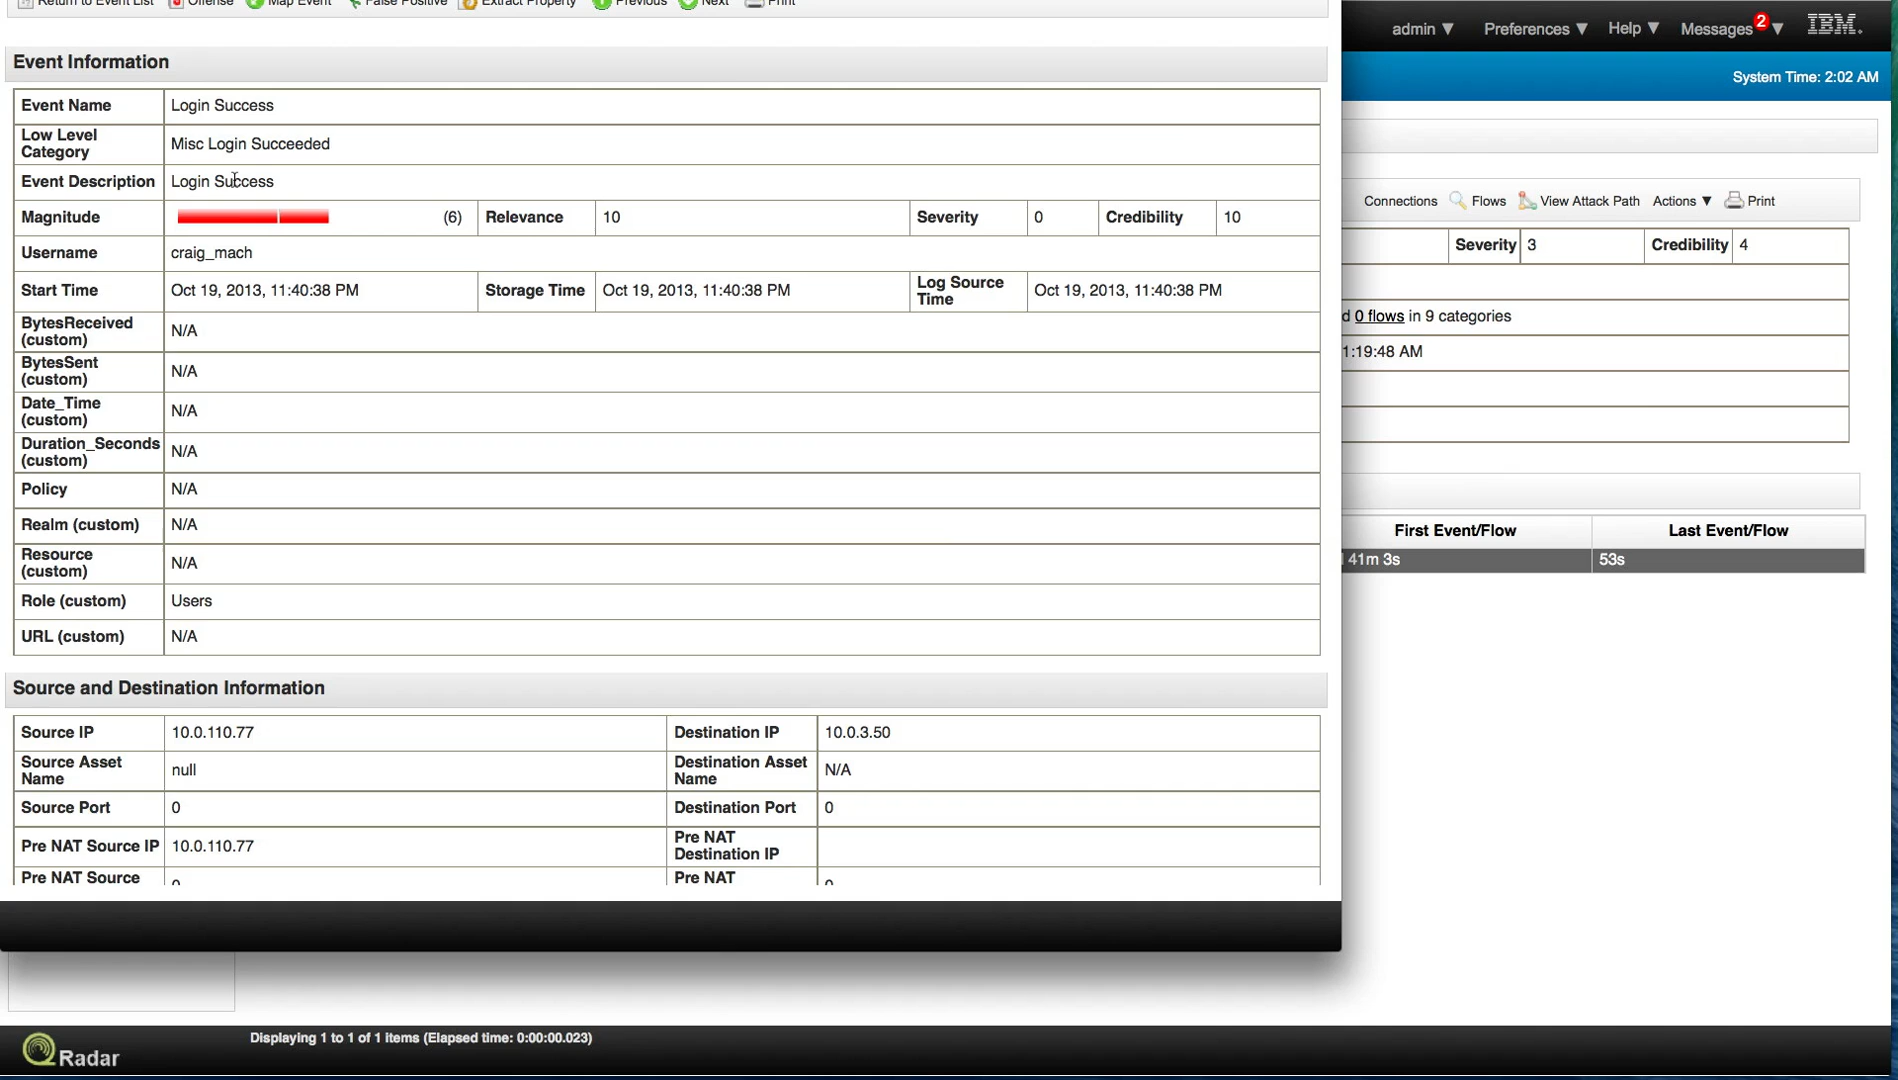 Return to Event List Offense Map Event False Positive Extract Property Previous Next Print
admin ▼ Preferences ▼ Help ▼ Messages 2 ▼ IBM.
System Time: 2:02 AM
Event Information
Event Name Login Success
Low Level
Category
Misc Login Succeeded
Event Description Login Success
Magnitude (6) Relevance 10 Severity 0 Credibility 10
Username craig_mach
Start Time Oct 19, 2013, 11:40:38 PM Storage Time Oct 19, 2013, 11:40:38 PM Log Source
Time
Oct 19, 2013, 11:40:38 PM
BytesReceived
(custom)
N/A
BytesSent
(custom)
N/A
Date_Time
(custom)
N/A
Duration_Seconds
(custom)
N/A
Policy N/A
Realm (custom) N/A
Resource
(custom)
N/A
Role (custom) Users
URL (custom) N/A
Source and Destination Information
Source IP 10.0.110.77 Destination IP 10.0.3.50
Source Asset
Name
null
Destination Asset
Name
N/A
Source Port 0 Destination Port 0
Pre NAT Source IP 10.0.110.77 Pre NAT
Destination IP
Pre NAT Source 0 Pre NAT 0
Connections Flows View Attack Path Actions ▼ Print
Severity 3 Credibility 4
d 0 flows in 9 categories
1:19:48 AM
First Event/Flow Last Event/Flow
41m 3s 53s
Displaying 1 to 1 of 1 items (Elapsed time: 0:00:00.023)
QRadar